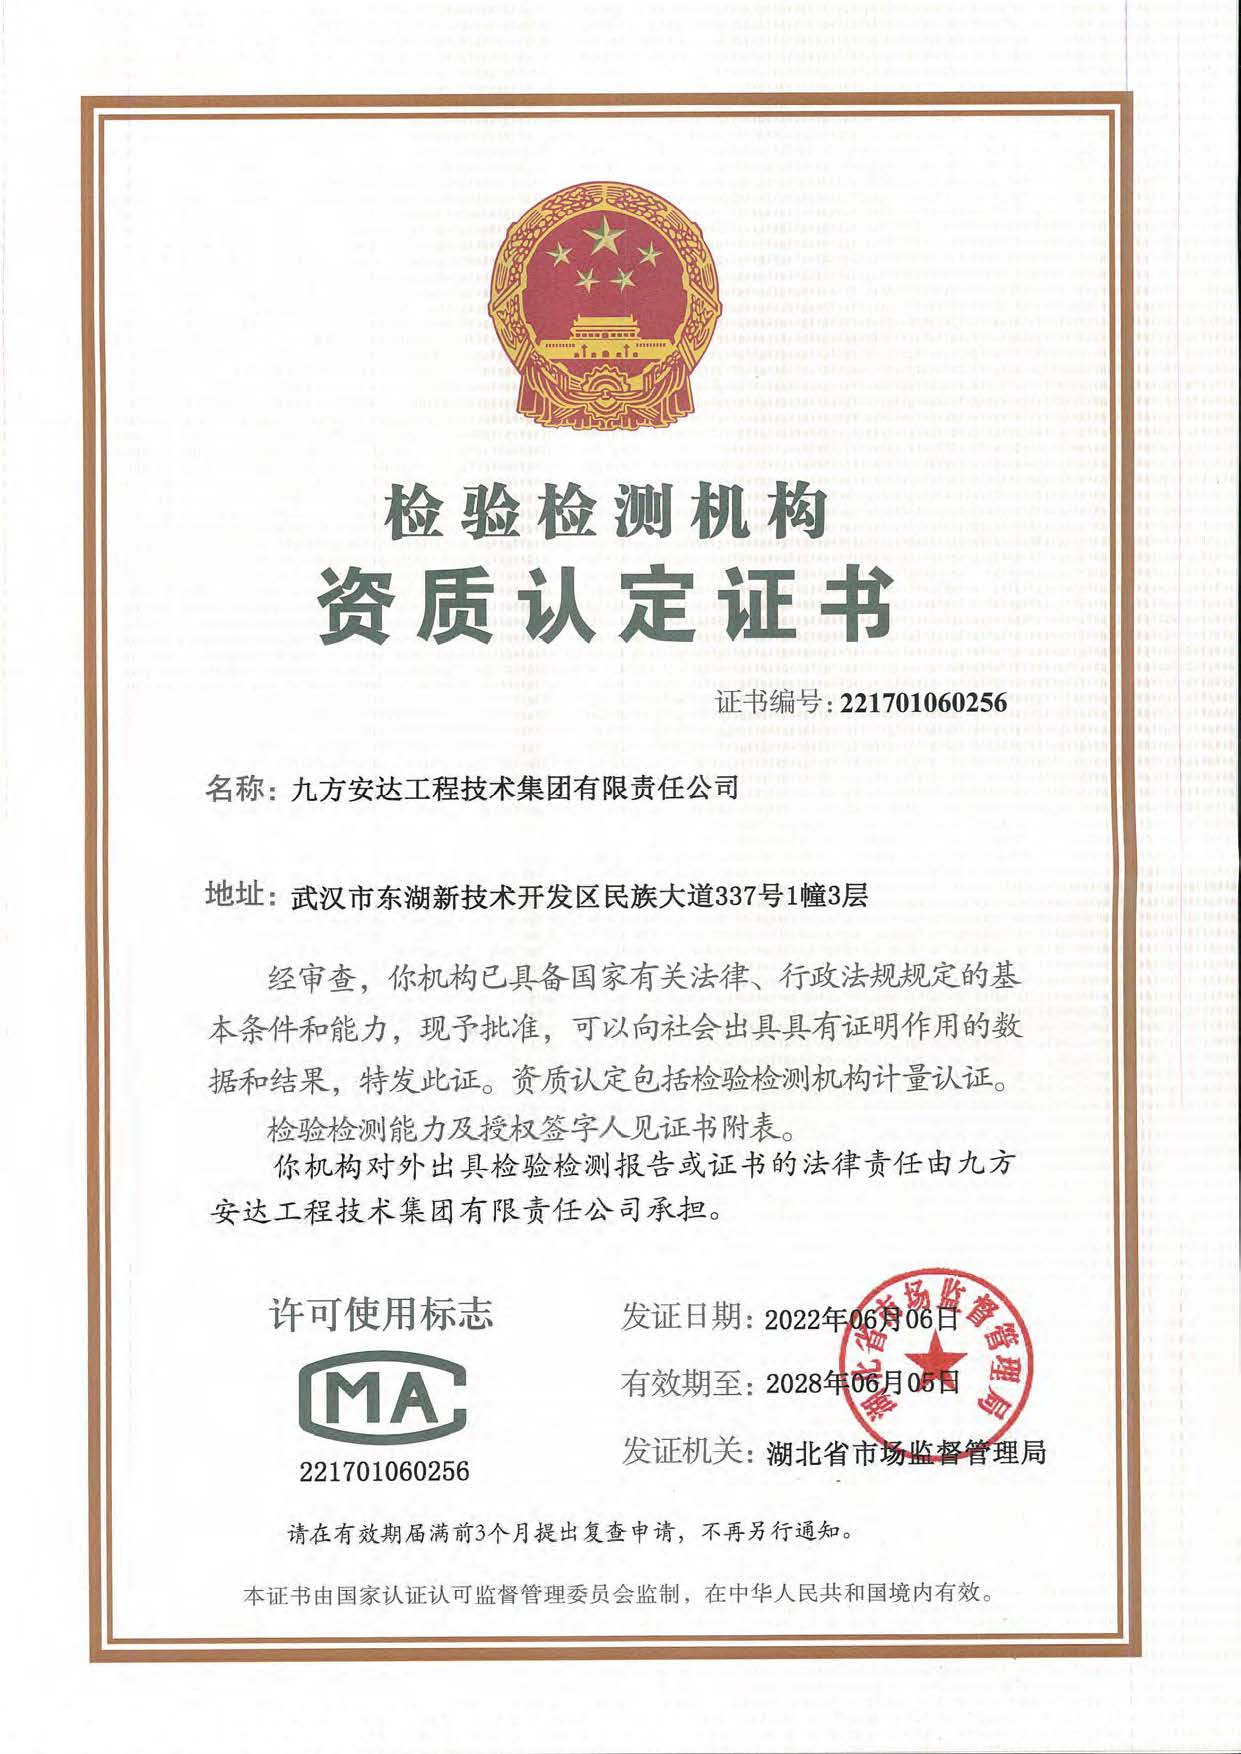 检验检测机构
资质认定证书
证书编号:221701060256
名称:九方安达工程技术集团有限责任公司
地址:武汉市东湖新技术开发区民族大道337号1幢3层
经审查，你机构已具备国家有关法律、行政法规规定的基
本条件和能力，现予批准，可以向社会出具具有证明作用的数
据和结果，特发此证。资质认定包括检验检测机构计量认证。
检验检测能力及授权签字人见证书附表。
你机构对外出具检验检测报告或证书的法律责任由九方
安达工程技术集团有限责任公司承担。
许可使用标志
MA
221701060256
发证日期:2022年06月06日
有效期至:2028年06月05日
发证机关:湖北省市场监督管理局
湖北省市场监督管理局
请在有效期届满前3个月提出复查申请，不再另行通知。
本证书由国家认证认可监督管理委员会监制，在中华人民共和国境内有效。